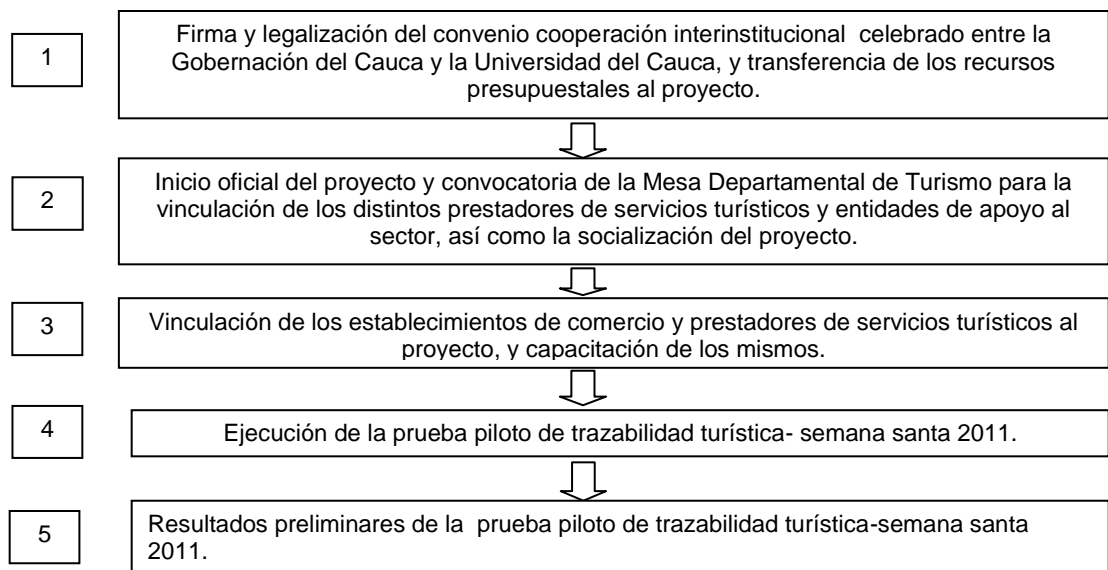 1
Firma y legalización del convenio cooperación interinstitucional  celebrado entre la
Gobernación del Cauca y la Universidad del Cauca, y transferencia de los recursos
presupuestales al proyecto.
2
Inicio oficial del proyecto y convocatoria de la Mesa Departamental de Turismo para la
vinculación de los distintos prestadores de servicios turísticos y entidades de apoyo al
sector, así como la socialización del proyecto.
3
Vinculación de los establecimientos de comercio y prestadores de servicios turísticos al
proyecto, y capacitación de los mismos.
4
Ejecución de la prueba piloto de trazabilidad turística- semana santa 2011.
5
Resultados preliminares de la  prueba piloto de trazabilidad turística-semana santa
2011.